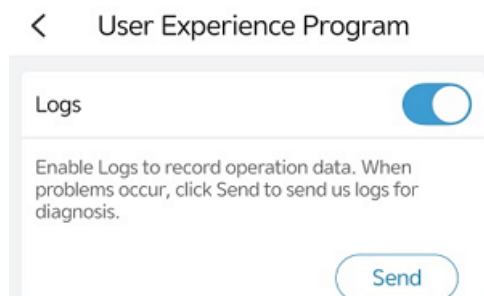 User Experience Program
Logs
Enable Logs to record operation data. When
problems occur, click Send to send us logs for
diagnosis.
Send